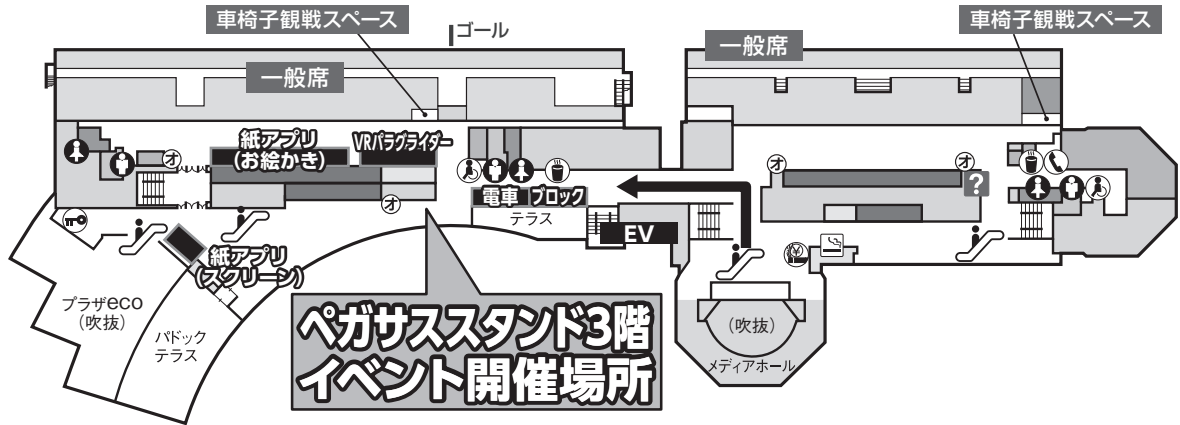 車椅子観戦スペース
ゴール
車椅子観戦スペース
一般席
一般席
紙アプリ
(お絵かき)
VRパラグライダー
オ
オ
オ
オ
?
電車
ブロック
テラス
EV
紙アプリ
(スクリーン)
プラザeco
(吹抜)
パドック
テラス
(吹抜)
メディアホール
ペガサススタンド3階
イベント開催場所